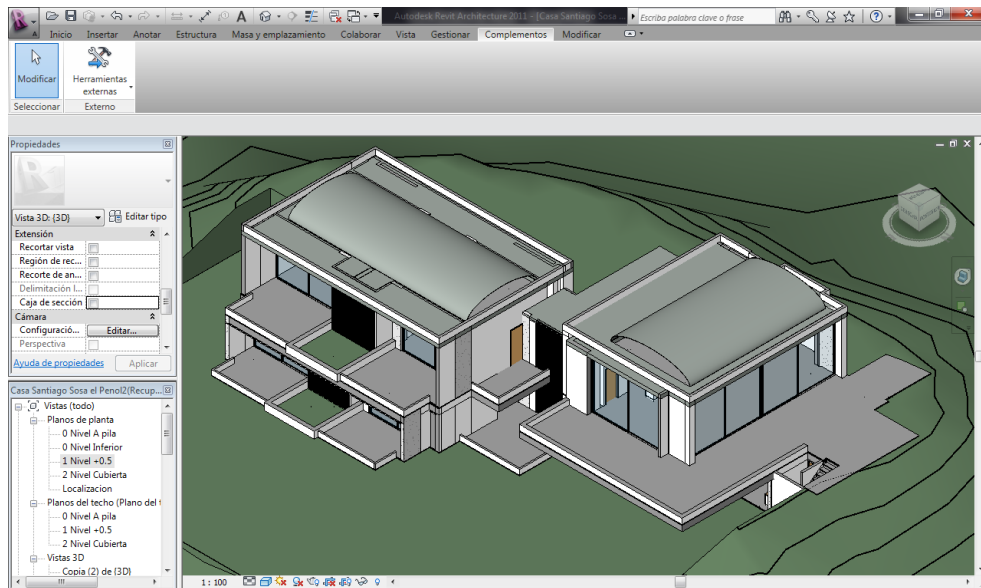 Autodesk Revit Architecture 2011 - [Casa Santiago Sosa ...
Escriba palabra clave o frase
Inicio Insertar Anotar Estructura Masa y emplazamiento Colaborar Vista Gestionar Complementos Modificar
Modificar
Herramientas
externas
Seleccionar Externo
Propiedades
Vista 3D: {3D} Editar tipo
Extensión
Recortar vista
Región de rec...
Recorte de an...
Delimitación l...
Caja de sección
Cámara
Configuració... Editar...
Perspectiva
Ayuda de propiedades Aplicar
Casa Santiago Sosa el Penol2(Recup...
Vistas (todo)
Planos de planta
0 Nivel A pila
0 Nivel Inferior
1 Nivel +0.5
2 Nivel Cubierta
Localizacion
Planos del techo (Plano del t
0 Nivel A pila
1 Nivel +0.5
2 Nivel Cubierta
Vistas 3D
Copia (2) de {3D}
1 : 100